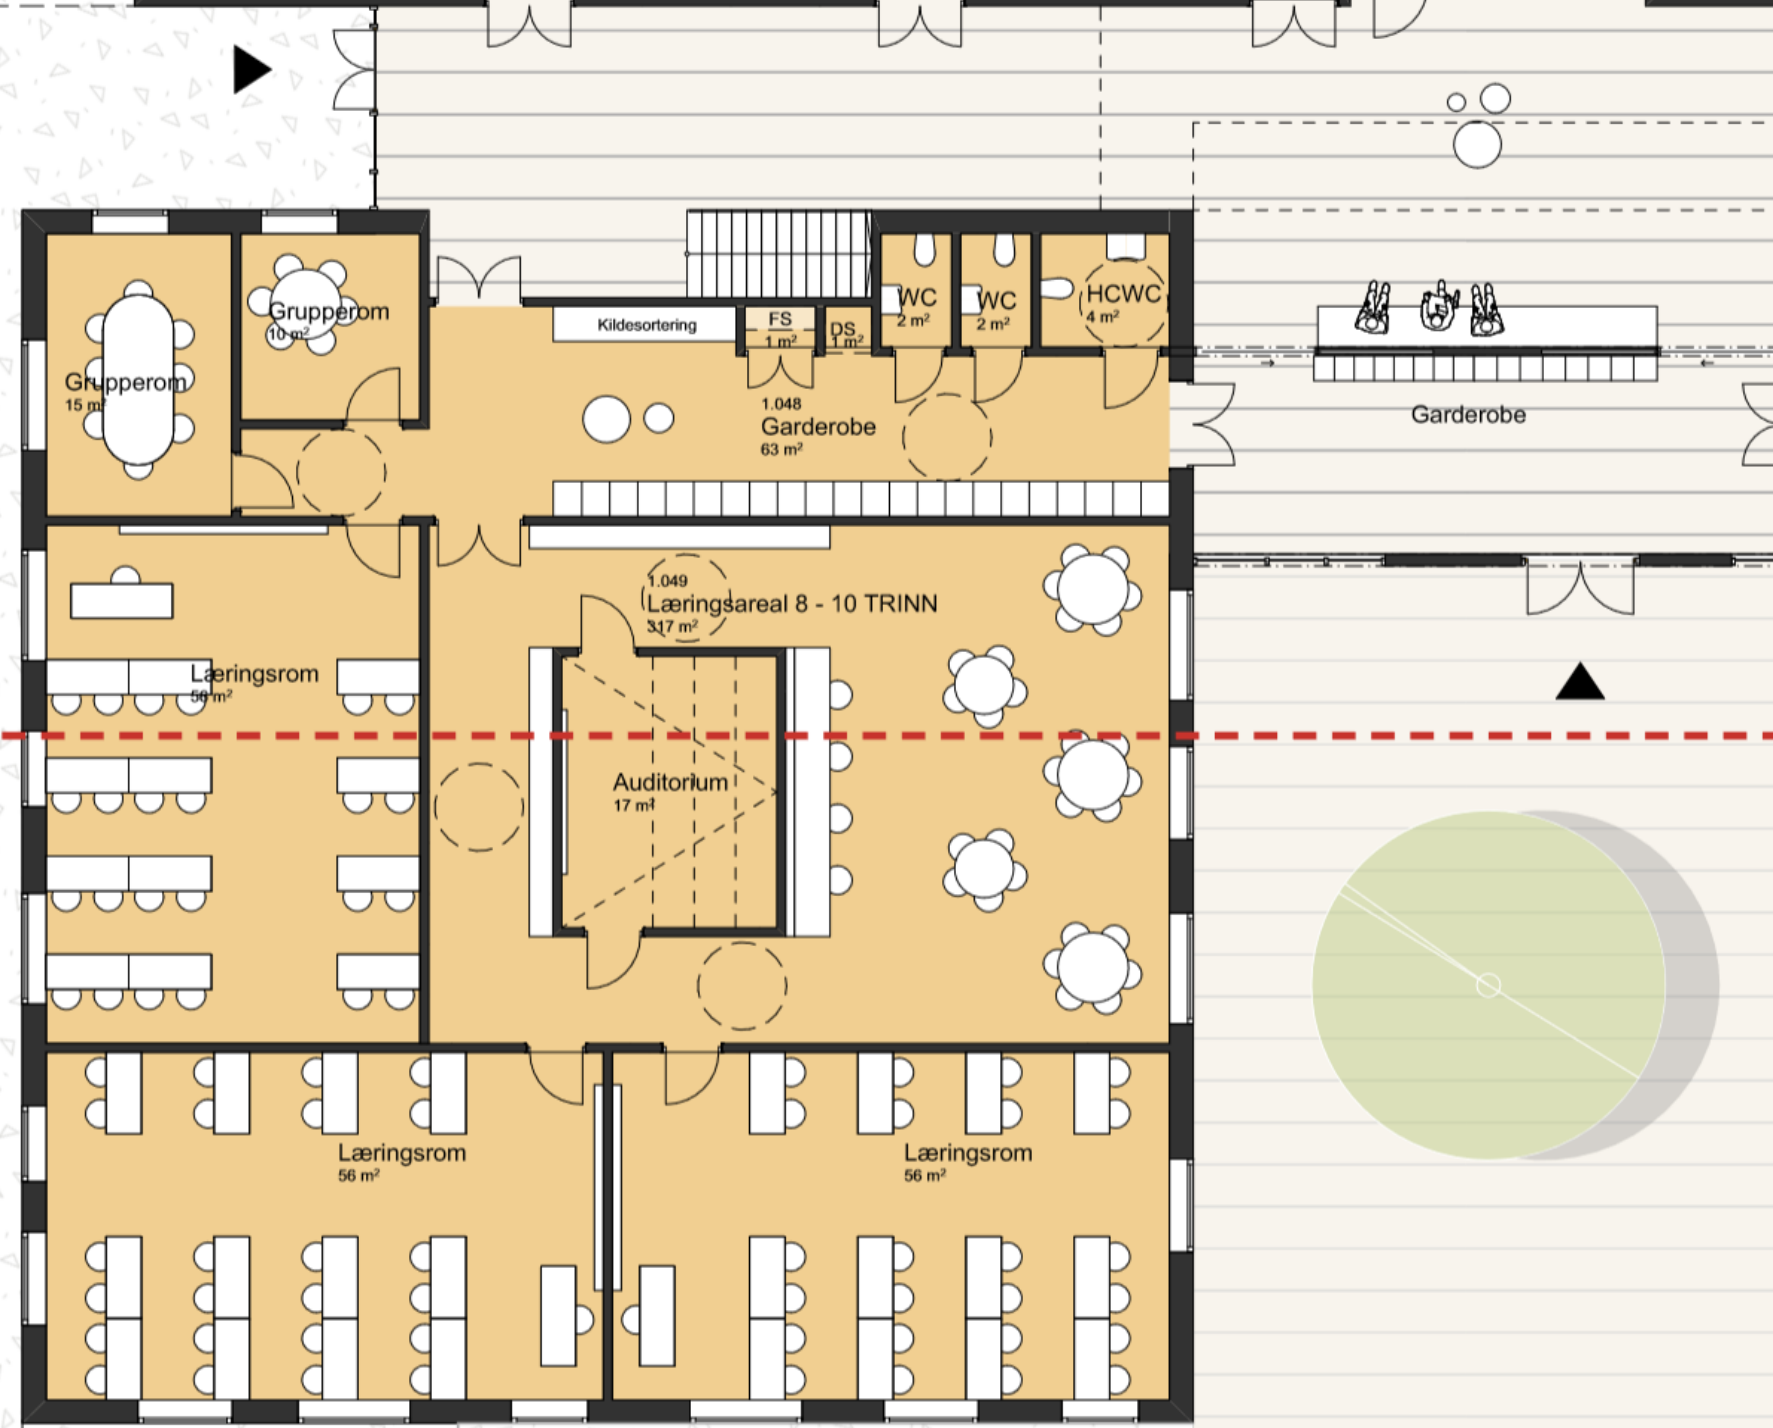 Kildesortering
FS
1 m²
DS
1 m²
WC
2 m²
WC
2 m²
HCWC
4 m²
Grupperom
10 m²
Grupperom
15 m²
1.048
Garderobe
63 m²
Garderobe
1.049
Læringsareal 8 - 10 TRINN
317 m²
Læringsrom
56 m²
Auditorium
17 m²
Læringsrom
56 m²
Læringsrom
56 m²